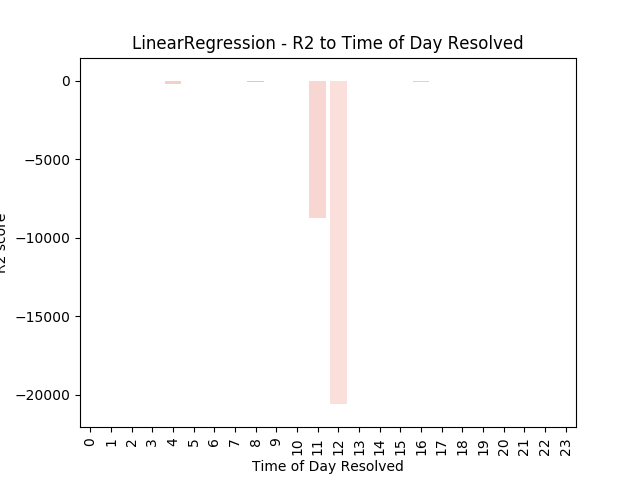 LinearRegression - R2 to Time of Day Resolved
0
−5000
−10000
−15000
−20000
R2 score
0 1 2 3 4 5 6 7 8 9 10 11 12 13 14 15 16 17 18 19 20 21 22 23
Time of Day Resolved